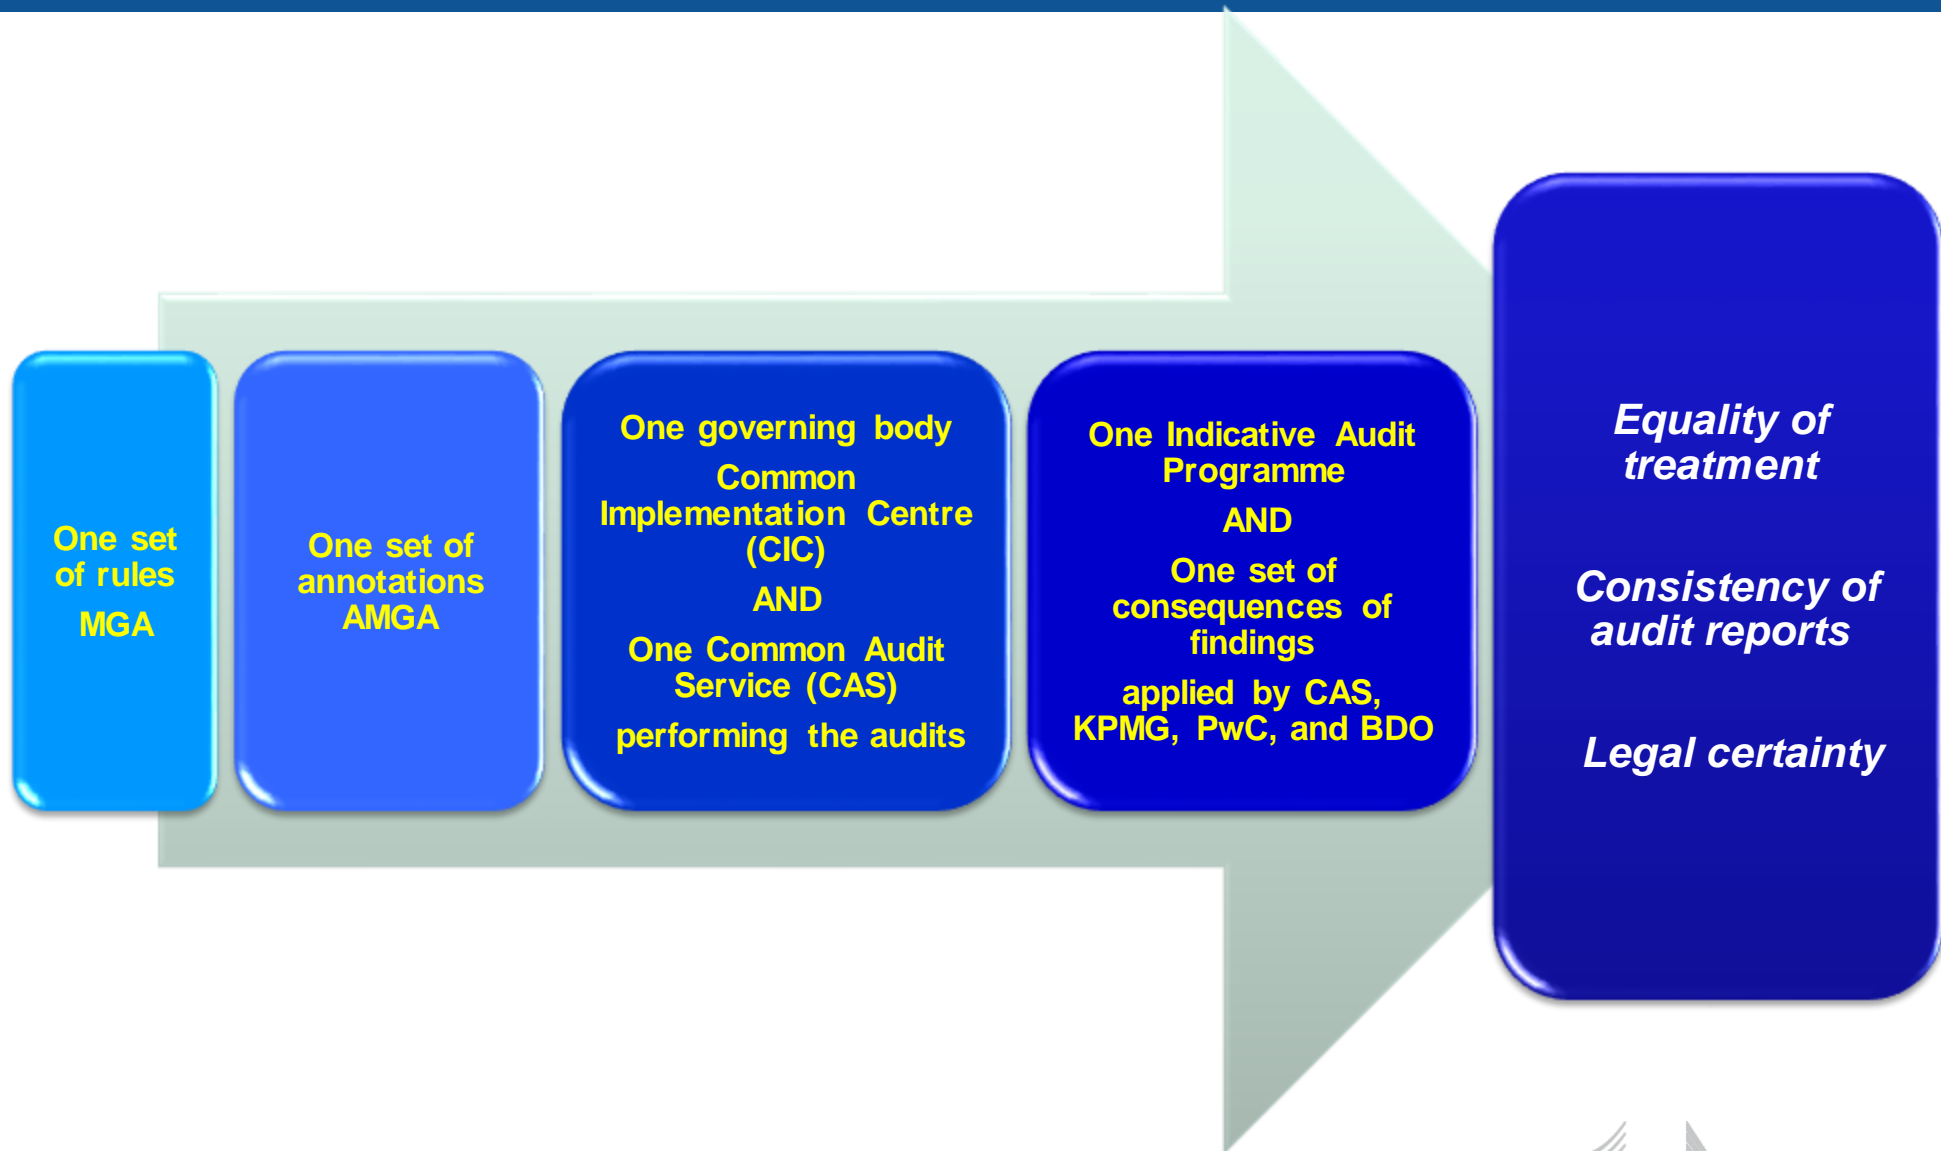 One set
of rules
MGA
One set of
annotations
AMGA
One governing body
Common
Implementation Centre
(CIC)
AND
One Common Audit
Service (CAS)
performing the audits
One Indicative Audit
Programme
AND
One set of
consequences of
findings
applied by CAS,
KPMG, PwC, and BDO
Equality of
treatment
Consistency of
audit reports
Legal certainty